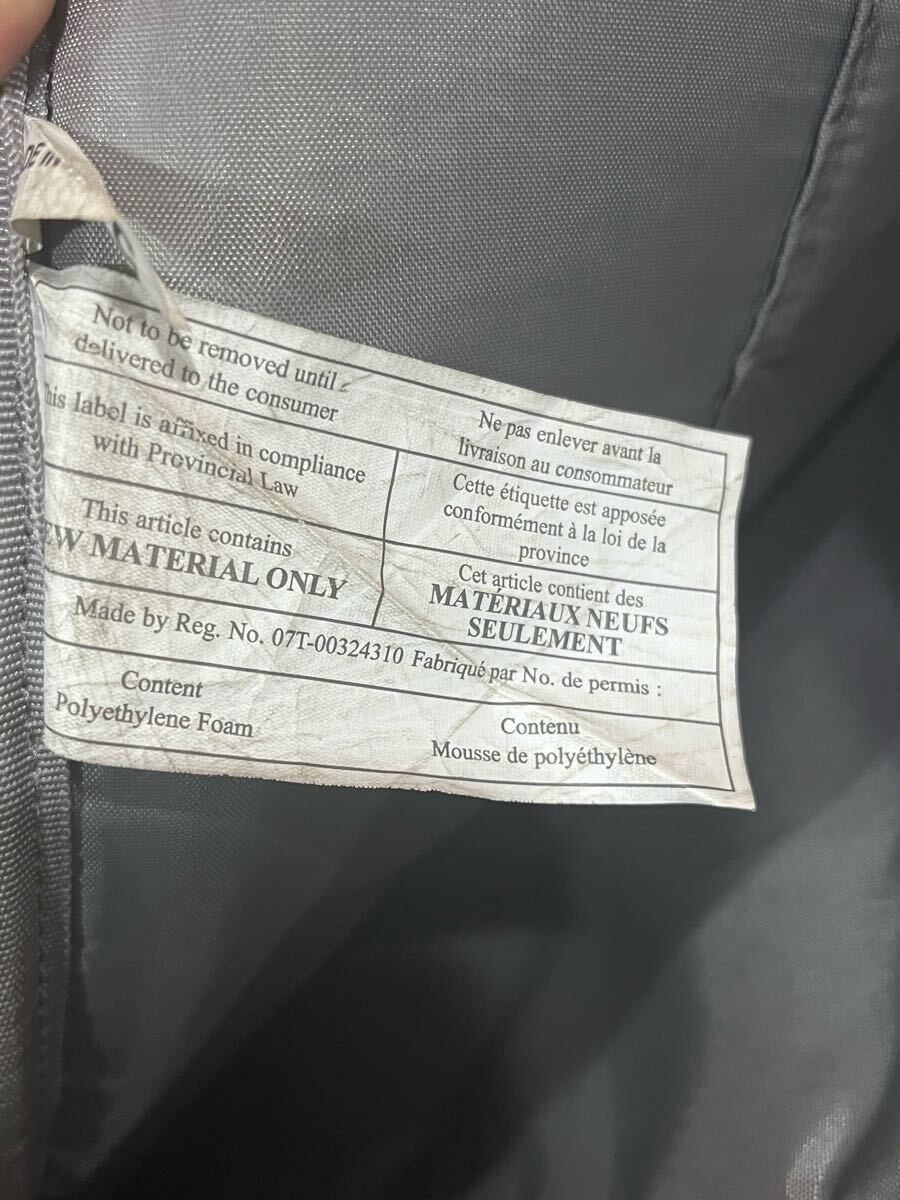 Not to be removed until
delivered to the consumer
Ne pas enlever avant la
livraison au consommateur
his label is affixed in compliance
with Provincial Law
Cette étiquette est apposée
conformément à la loi de la
province
This article contains
EW MATERIAL ONLY
Cet article contient des
MATÉRIAUX NEUFS
SEULEMENT
Made by Reg. No. 07T-00324310 Fabriqué par No. de permis :
Content
Polyethylene Foam
Contenu
Mousse de polyéthylène